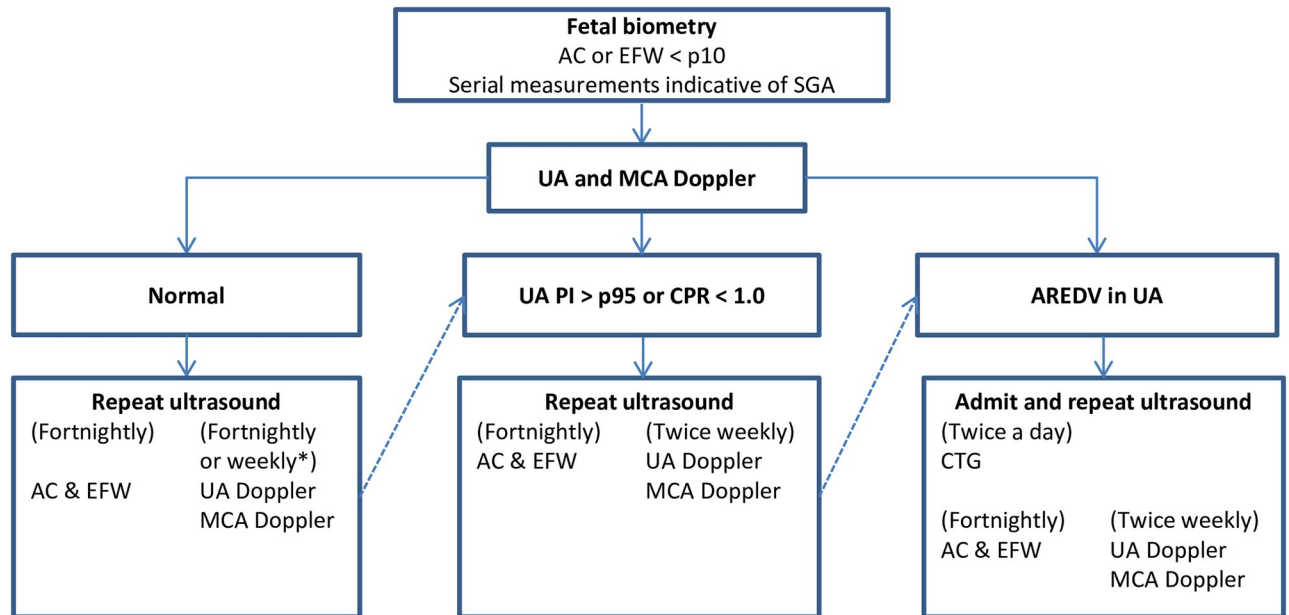 Fetal biometry
AC or EFW < p10
Serial measurements indicative of SGA
UA and MCA Doppler
Normal
UA PI > p95 or CPR < 1.0
AREDV in UA
Repeat ultrasound
(Fortnightly) (Fortnightly
or weekly*)
AC & EFW UA Doppler
MCA Doppler
Repeat ultrasound
(Fortnightly) (Twice weekly)
AC & EFW UA Doppler
MCA Doppler
Admit and repeat ultrasound
(Twice a day)
CTG
(Fortnightly) (Twice weekly)
AC & EFW UA Doppler
MCA Doppler